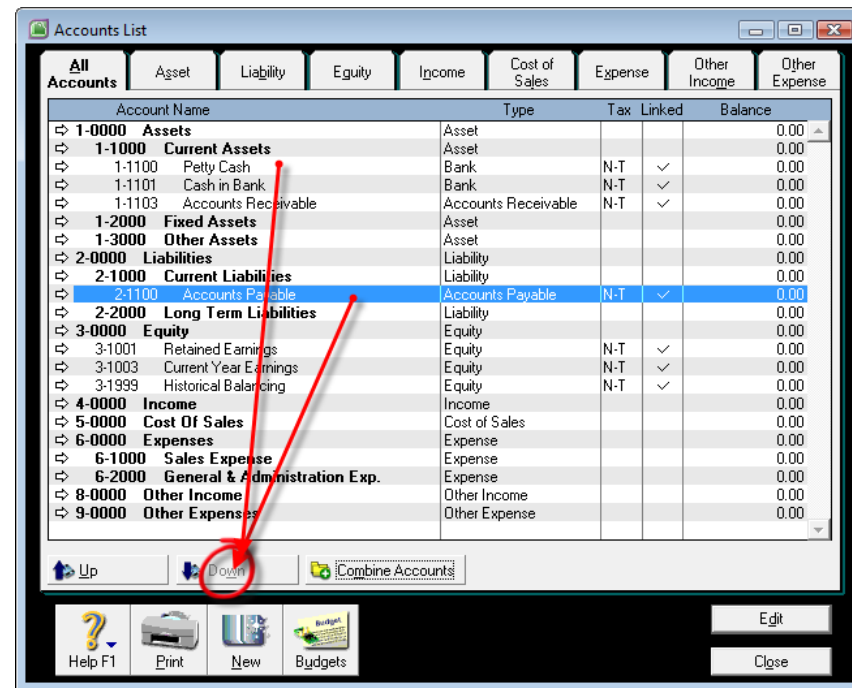 Accounts List
All Accounts Asset Liability Equity Income Cost of Sales Expense Other Income Other Expense
Account Name Type Tax Linked Balance
1-0000 Assets Asset 0.00
1-1000 Current Assets Asset 0.00
1-1100 Petty Cash Bank N-T ✓ 0.00
1-1101 Cash in Bank Bank N-T ✓ 0.00
1-1103 Accounts Receivable Accounts Receivable N-T ✓ 0.00
1-2000 Fixed Assets Asset 0.00
1-3000 Other Assets Asset 0.00
2-0000 Liabilities Liability 0.00
2-1000 Current Liabilities Liability 0.00
2-1100 Accounts Payable Accounts Payable N-T ✓ 0.00
2-2000 Long Term Liabilities Liability 0.00
3-0000 Equity Equity 0.00
3-1001 Retained Earnings Equity N-T ✓ 0.00
3-1003 Current Year Earnings Equity N-T ✓ 0.00
3-1999 Historical Balancing Equity N-T ✓ 0.00
4-0000 Income Income 0.00
5-0000 Cost Of Sales Cost of Sales 0.00
6-0000 Expenses Expense 0.00
6-1000 Sales Expense Expense 0.00
6-2000 General & Administration Exp. Expense 0.00
8-0000 Other Income Other Income 0.00
9-0000 Other Expenses Other Expense 0.00
Up Down Combine Accounts
Budget
Edit
Help F1 Print New Budgets Close